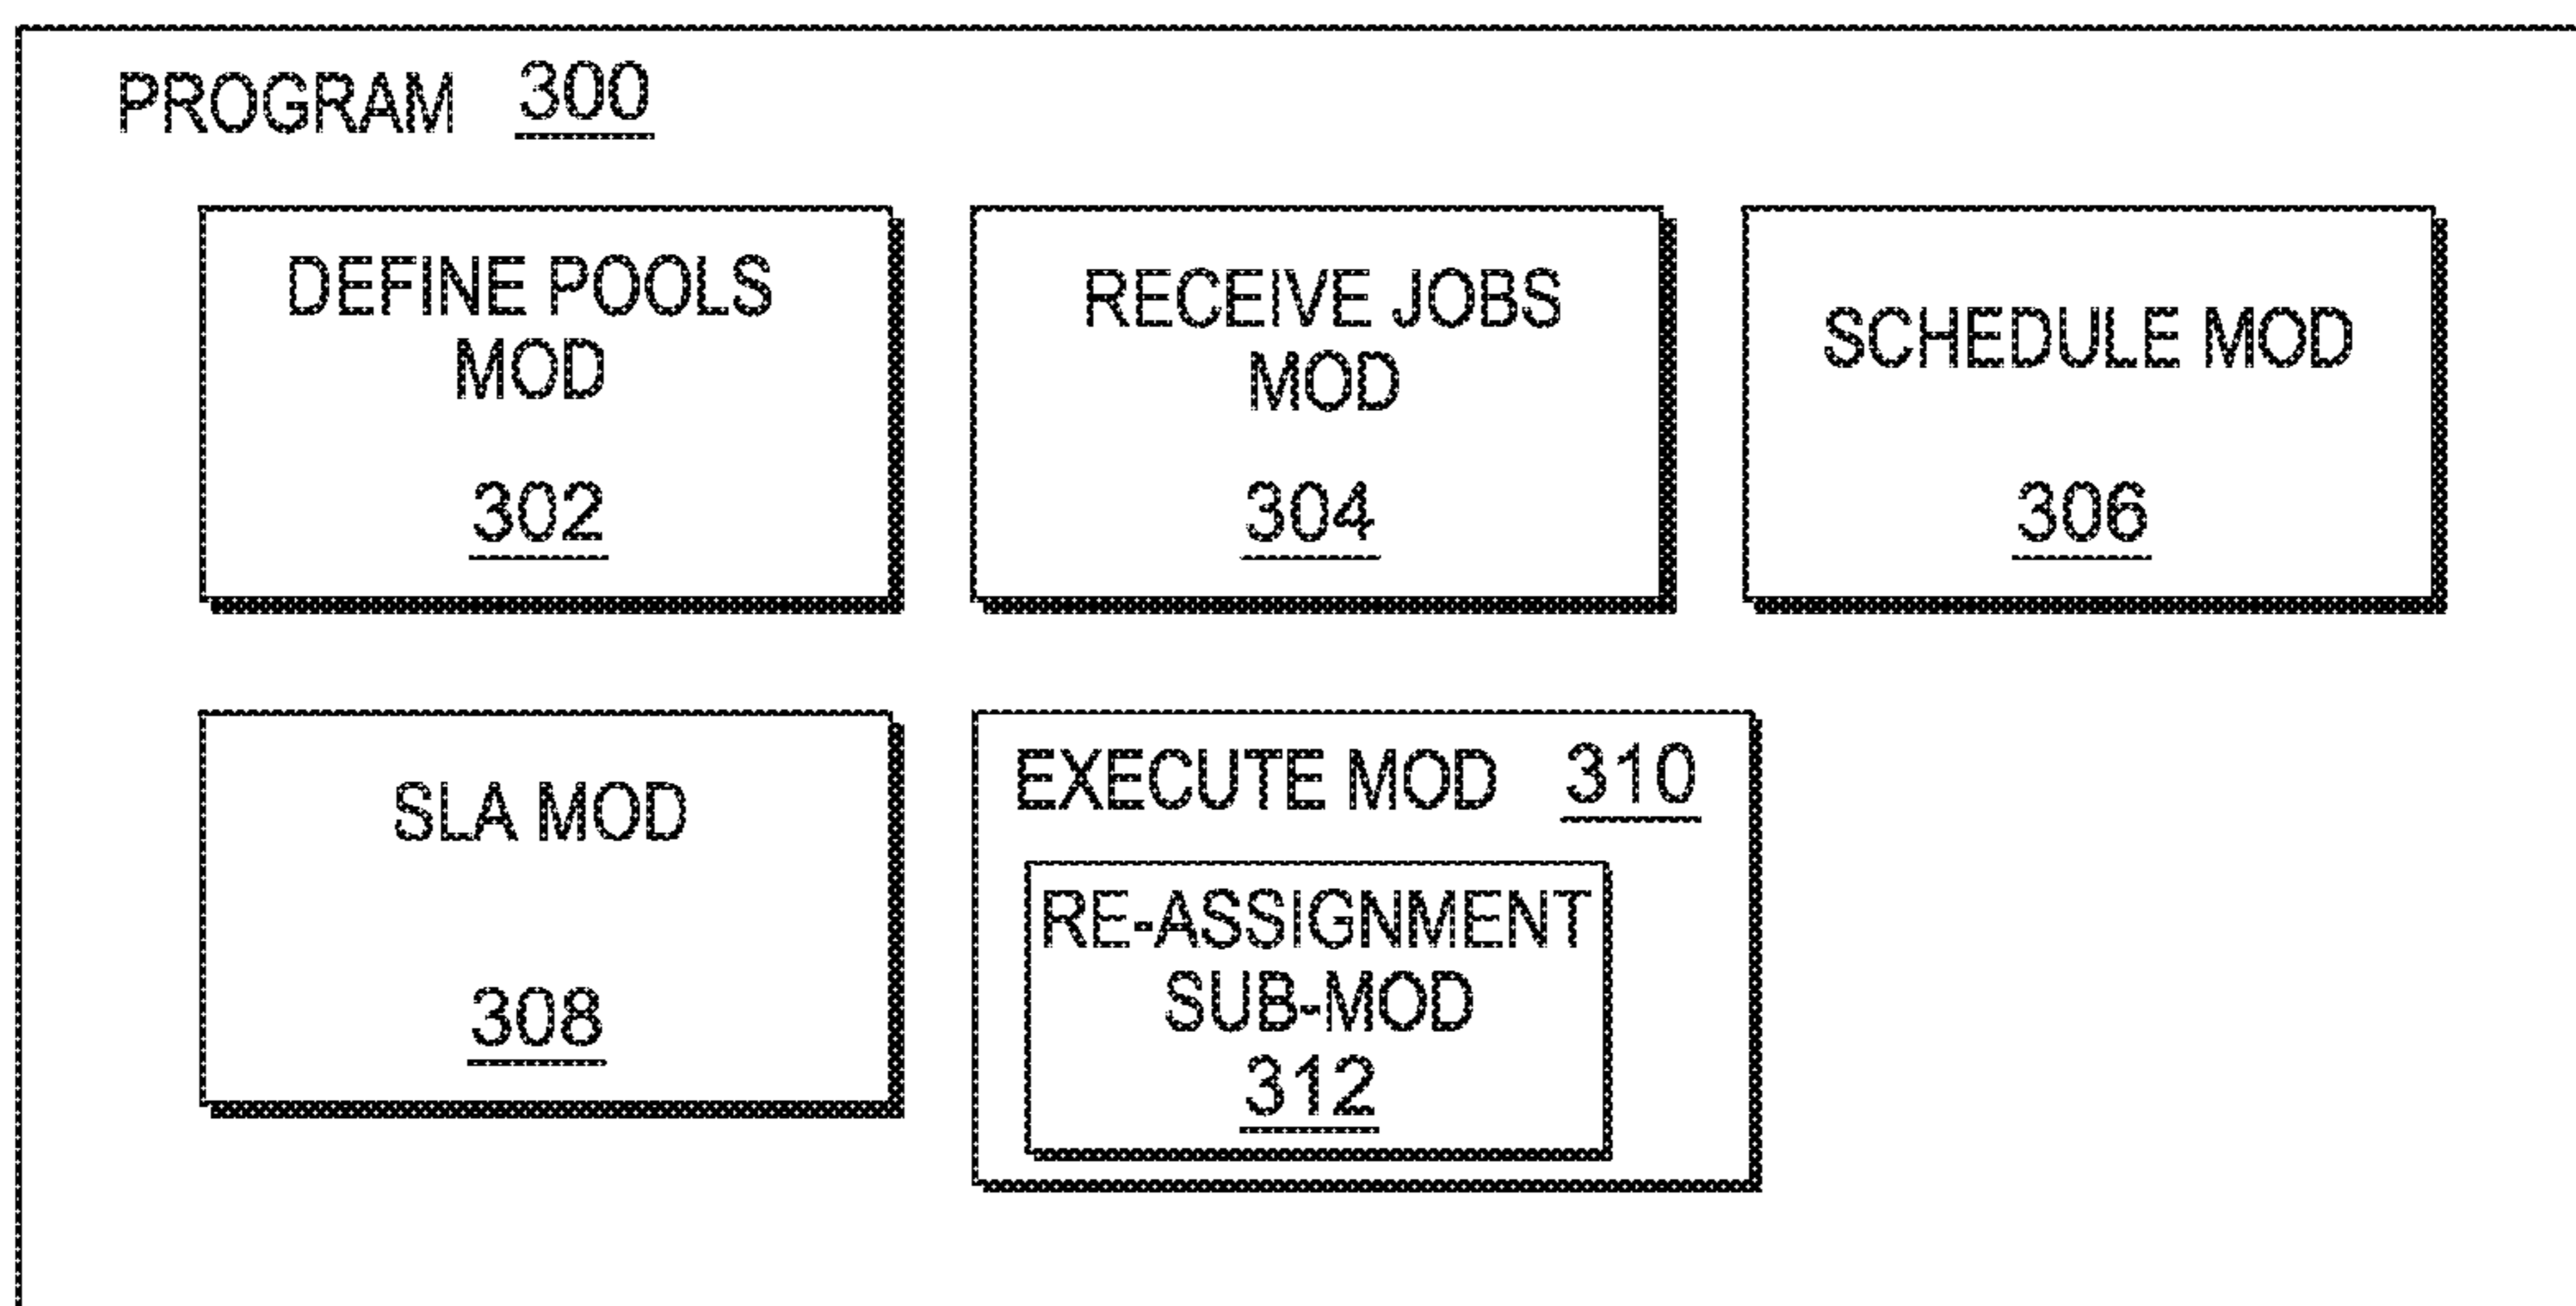 PROGRAM 300
DEFINE POOLS
MOD
302
RECEIVE JOBS
MOD
304
SCHEDULE MOD
306
SLA MOD
308
EXECUTE MOD 310
RE-ASSIGNMENT
SUB-MOD
312